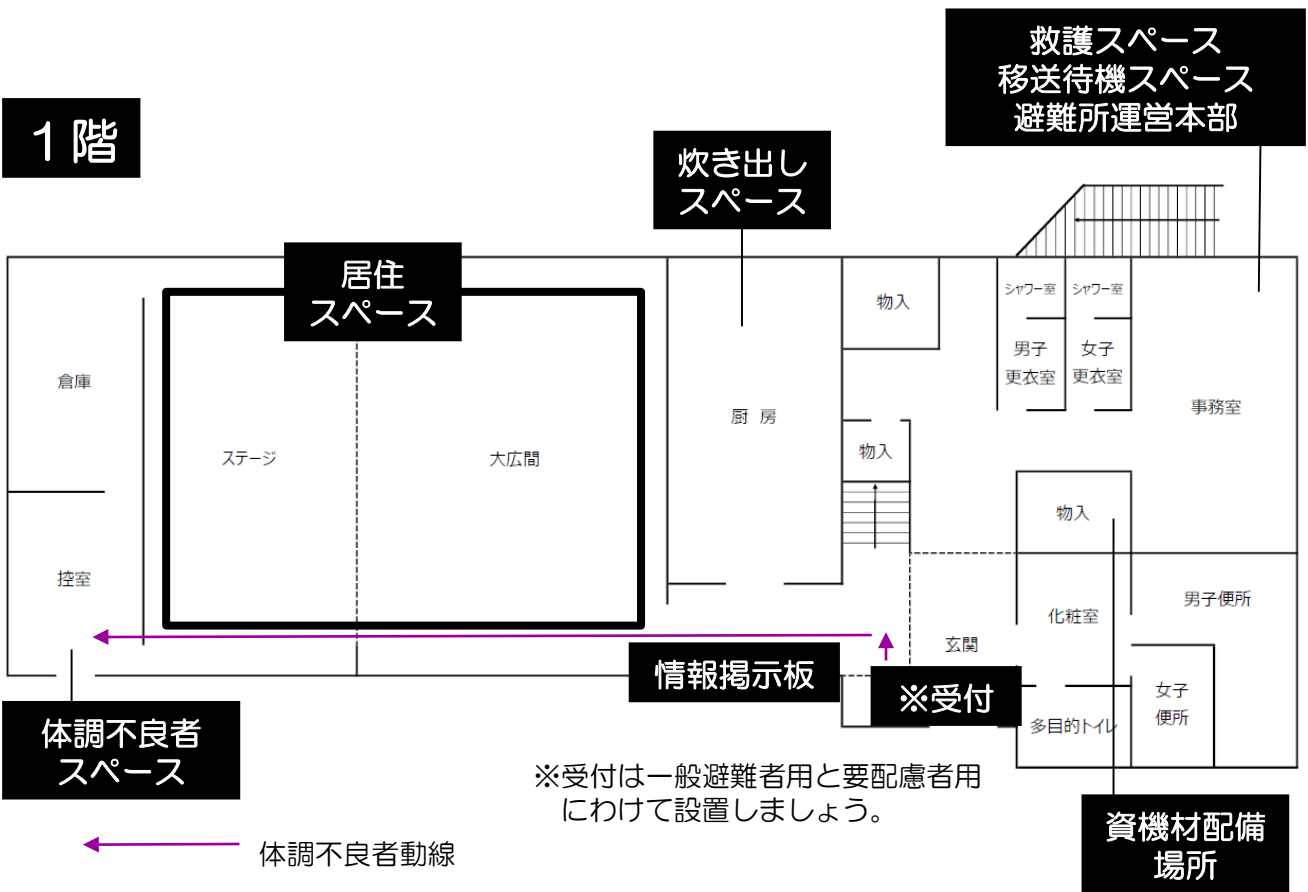 救護スペース
移送待機スペース
避難所運営本部
1階
炊き出し
スペース
居住
スペース
物入
シャワー室
シャワー室
男子
更衣室
女子
更衣室
倉庫
事務室
厨 房
ステージ
大広間
物入
物入
控室
男子便所
化粧室
玄関
情報掲示板
※受付
女子
便所
多目的トイレ
体調不良者
スペース
※受付は一般避難者用と要配慮者用
にわけて設置しましょう。
資機材配備
場所
体調不良者動線